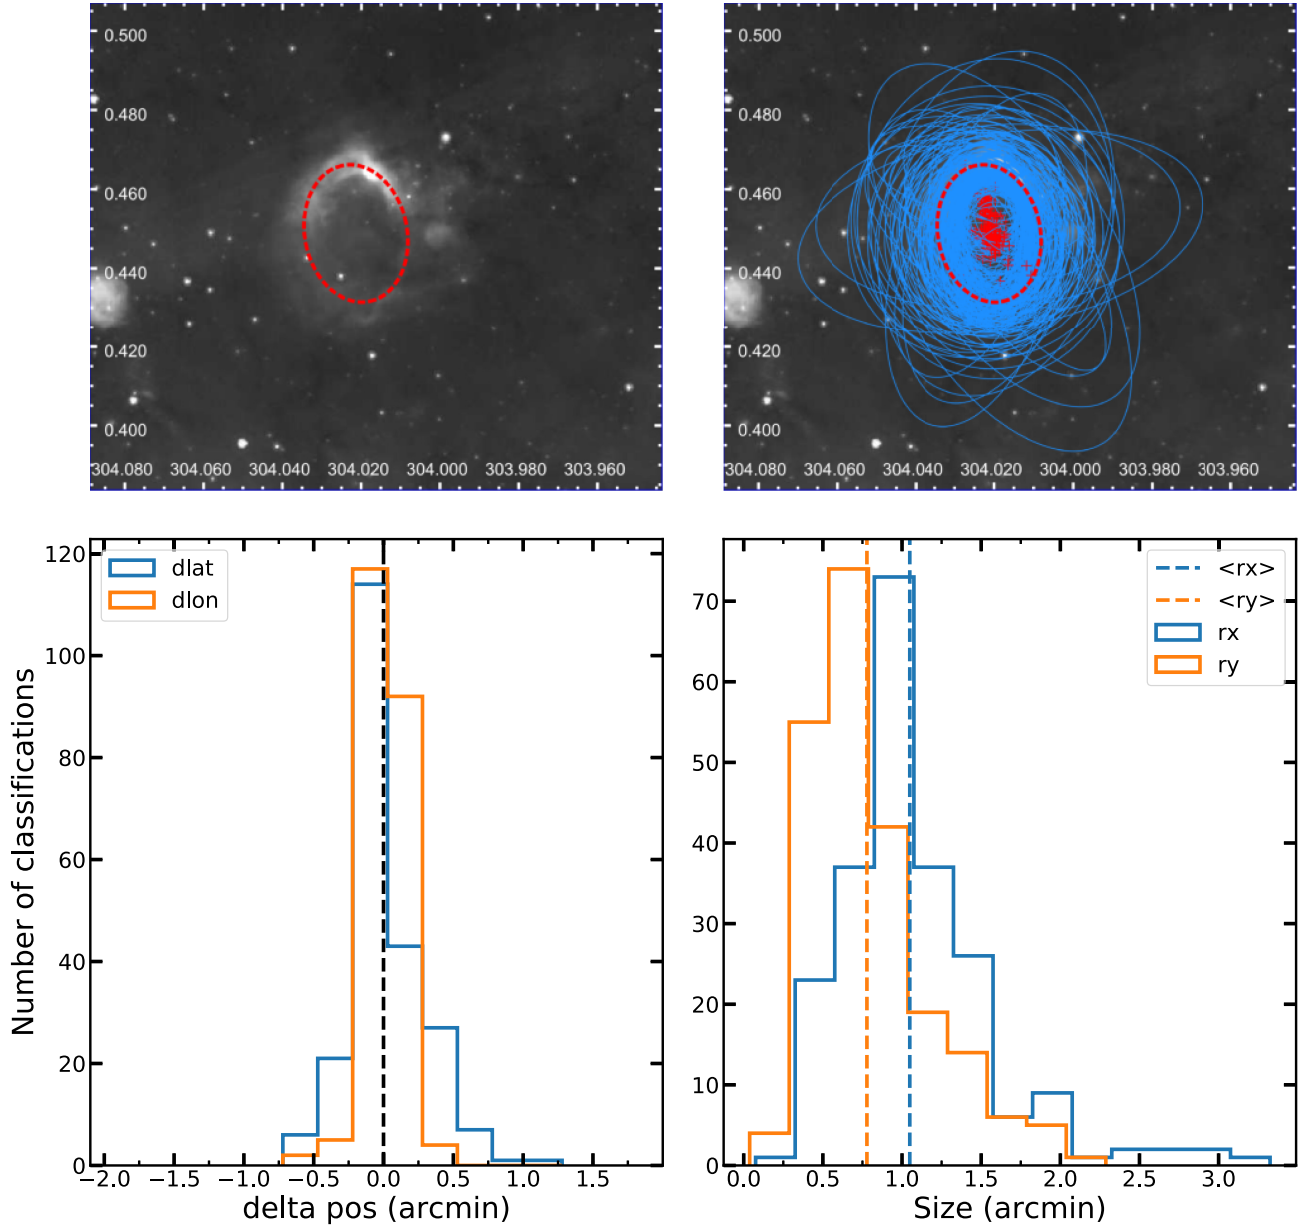 0.500
0.480
0.460
0.440
0.420
0.400
304.080 304.060 304.040 304.020 304.000 303.980 303.960
0.500
0.480
0.460
0.440
0.420
0.400
304.080 304.060 304.040 304.020 304.000 303.980 303.960
Number of classifications
120
100
80
60
40
20
0
dlat
dlon
−2.0 −1.5 −1.0 −0.5 0.0 0.5 1.0 1.5
delta pos (arcmin)
70
60
50
40
30
20
10
0
<rx>
<ry>
rx
ry
0.0 0.5 1.0 1.5 2.0 2.5 3.0
Size (arcmin)